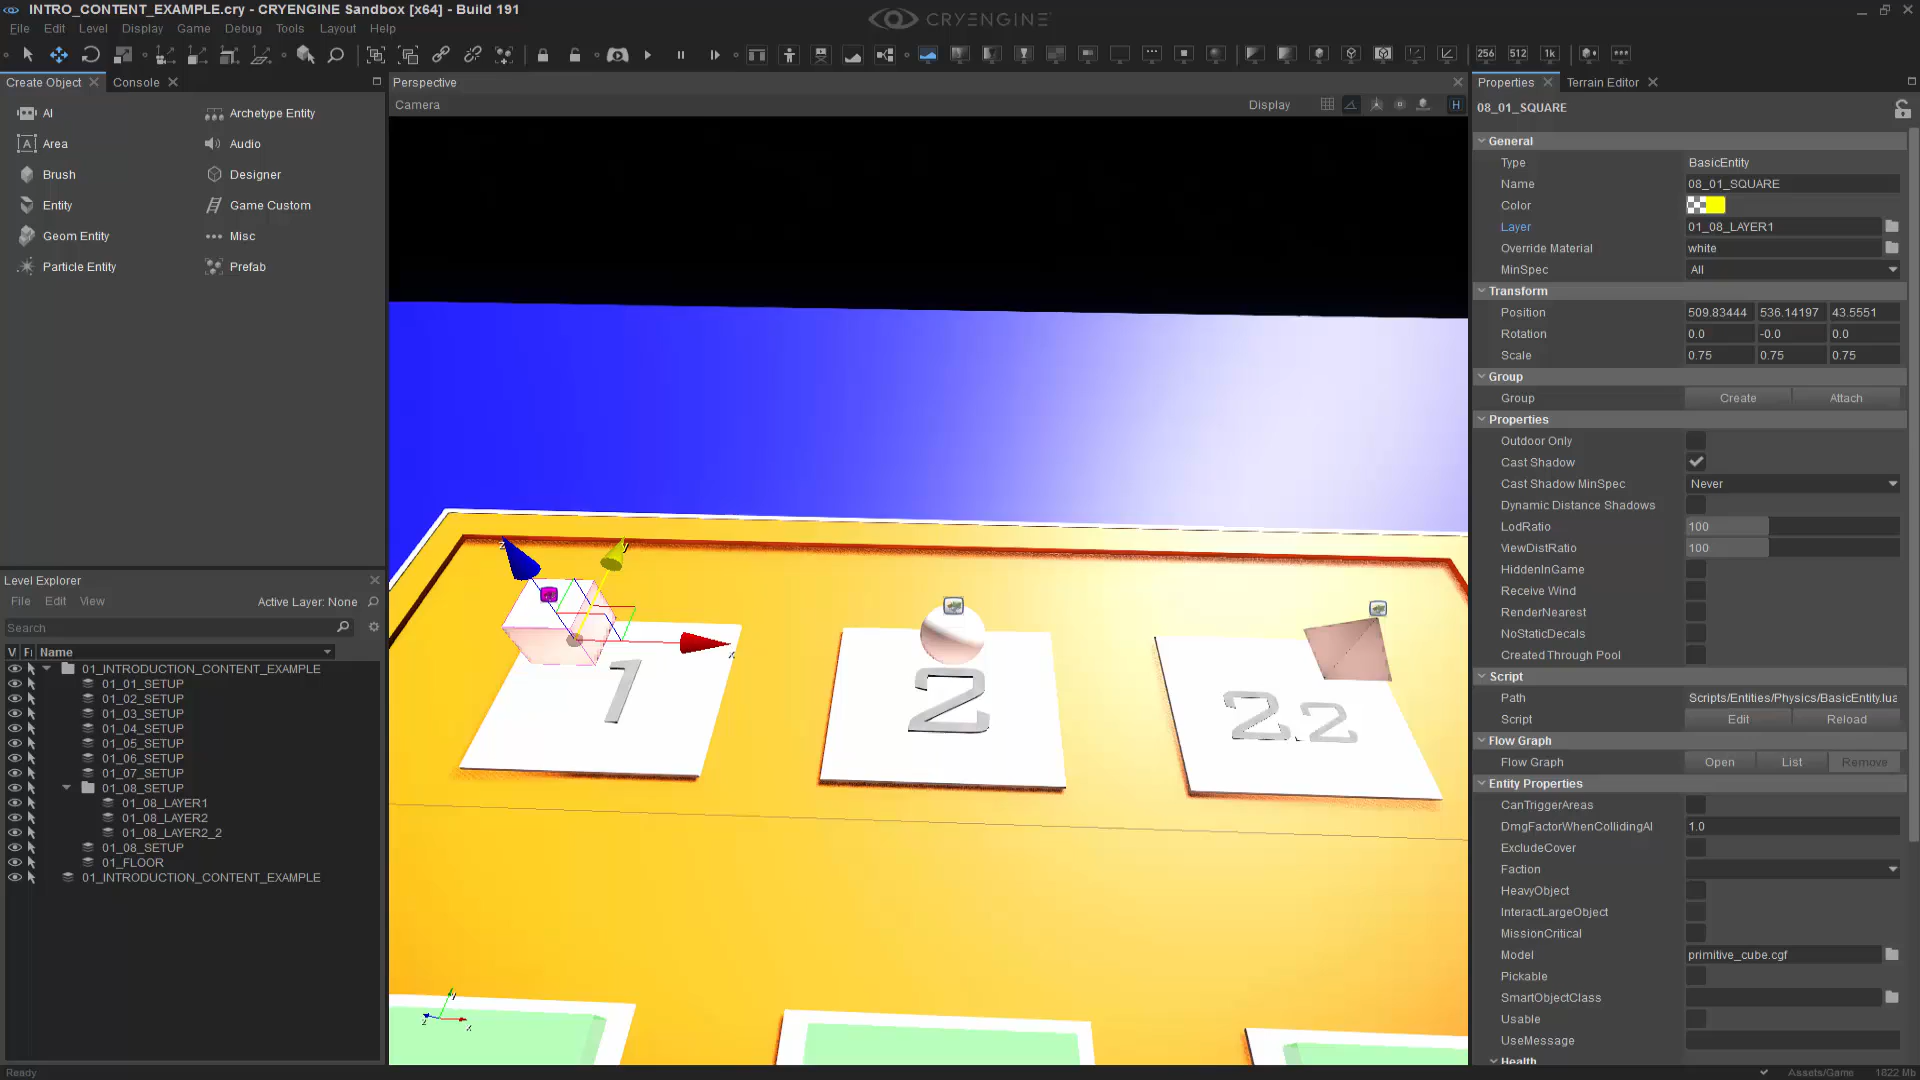 INTRO_CONTENT_EXAMPLE.cry - CRYENGINE Sandbox [x64] - Build 191
CRYENGINE
File Edit Level Display Game Debug Tools Layout Help
256 512 1k
Create Object Console
AI Archetype Entity
Area Audio
Brush Designer
Entity Game Custom
Geom Entity Misc
Particle Entity Prefab
Level Explorer
File Edit View Active Layer: None
Search
V Name
01_INTRODUCTION_CONTENT_EXAMPLE
01_01_SETUP
01_02_SETUP
01_03_SETUP
01_04_SETUP
01_05_SETUP
01_06_SETUP
01_07_SETUP
01_08_SETUP
01_08_LAYER1
01_08_LAYER2
01_08_LAYER2_2
01_08_SETUP
01_FLOOR
01_INTRODUCTION_CONTENT_EXAMPLE
Ready
Perspective
Camera Display H
z y x
1 2 2.2
y z x
Properties Terrain Editor
08_01_SQUARE
General
Type BasicEntity
Name 08_01_SQUARE
Color
Layer 01_08_LAYER1
Override Material white
MinSpec All
Transform
Position 509.83444 536.14197 43.5551
Rotation 0.0 -0.0 0.0
Scale 0.75 0.75 0.75
Group
Group Create Attach
Properties
Outdoor Only
Cast Shadow
Cast Shadow MinSpec Never
Dynamic Distance Shadows
LodRatio 100
ViewDistRatio 100
HiddenInGame
Receive Wind
RenderNearest
NoStaticDecals
Created Through Pool
Script
Path Scripts/Entities/Physics/BasicEntity.lua
Script Edit Reload
Flow Graph
Flow Graph Open List Remove
Entity Properties
CanTriggerAreas
DmgFactorWhenCollidingAI 1.0
ExcludeCover
Faction
HeavyObject
InteractLargeObject
MissionCritical
Model primitive_cube.cgf
Pickable
SmartObjectClass
Usable
UseMessage
Health
Assets/Game 1822 Mb